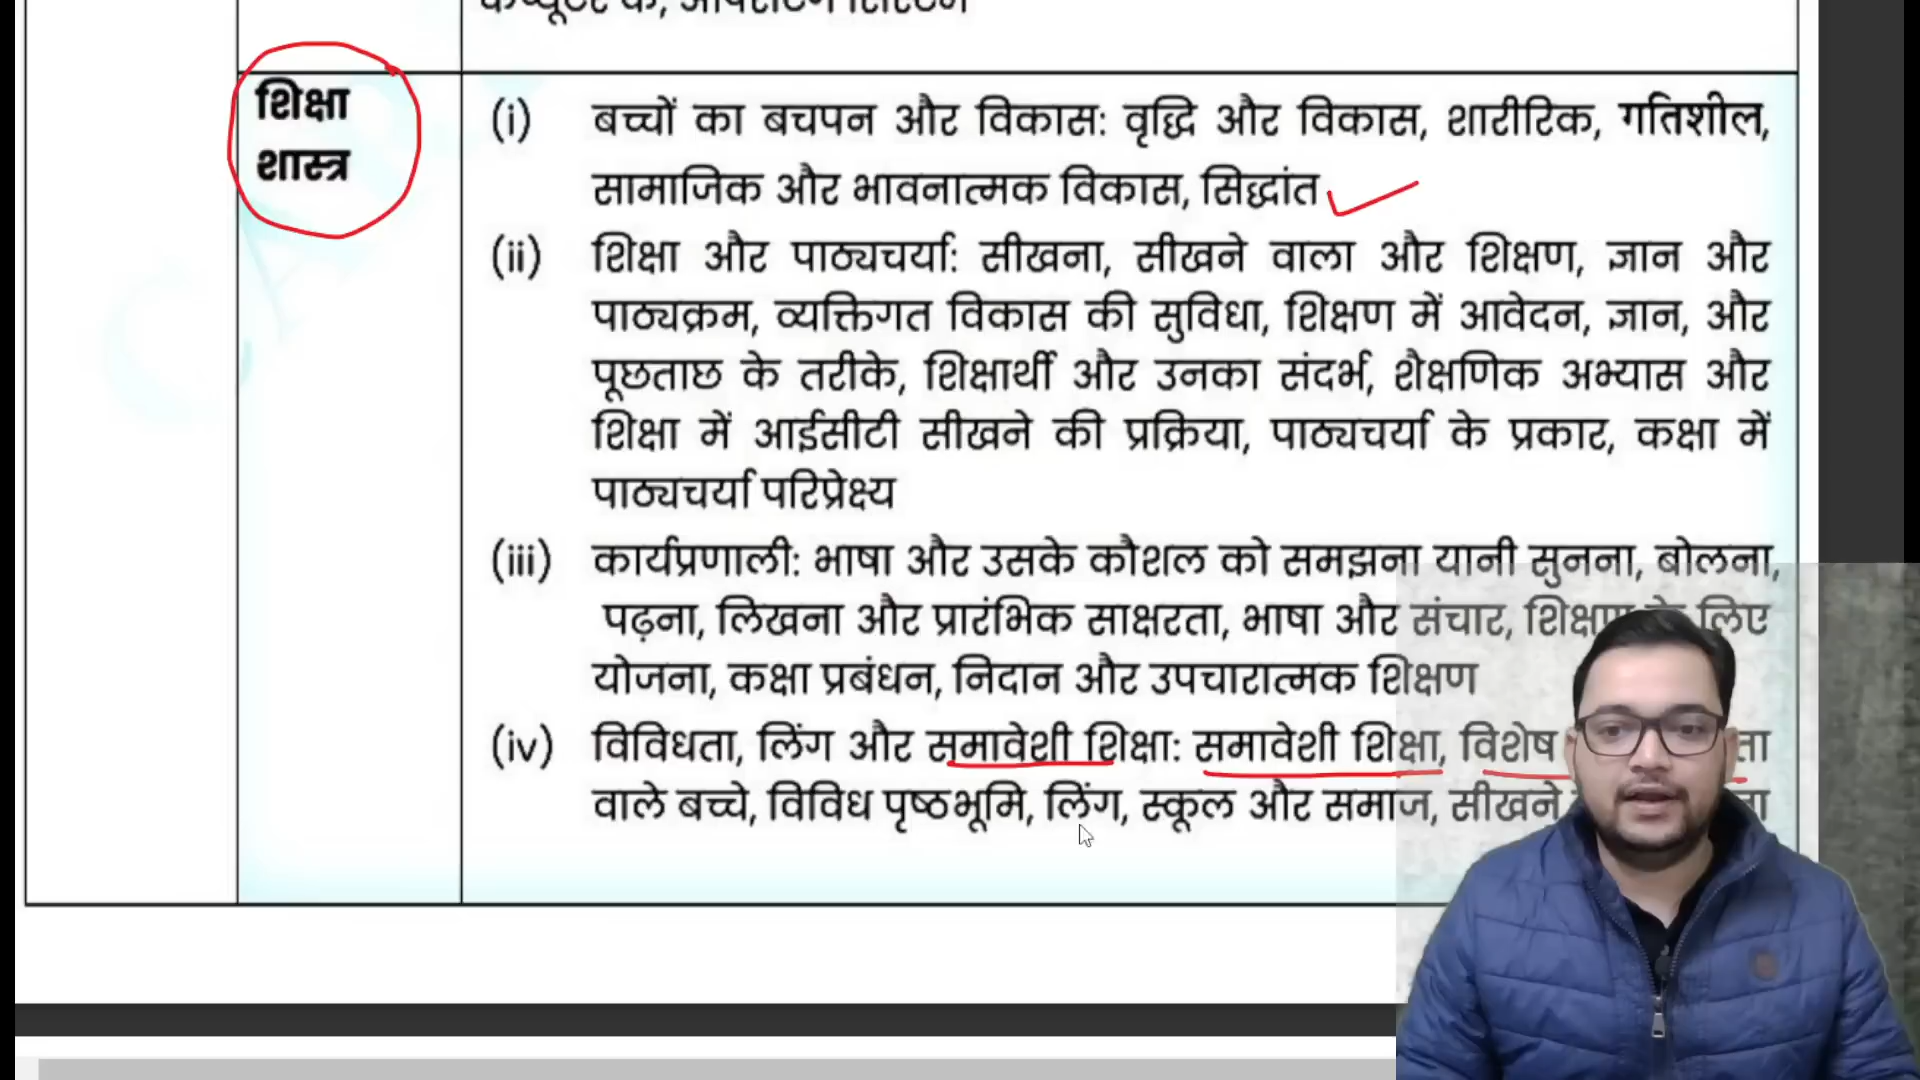 शिक्षा
शास्त्र
(i) बच्चों का बचपन और विकास: वृद्धि और विकास, शारीरिक, गतिशील,
सामाजिक और भावनात्मक विकास, सिद्धांत
(ii) शिक्षा और पाठ्यचर्या: सीखना, सीखने वाला और शिक्षण, ज्ञान और
पाठ्यक्रम, व्यक्तिगत विकास की सुविधा, शिक्षण में आवेदन, ज्ञान, और
पूछताछ के तरीके, शिक्षार्थी और उनका संदर्भ, शैक्षणिक अभ्यास और
शिक्षा में आईसीटी सीखने की प्रक्रिया, पाठ्यचर्या के प्रकार, कक्षा में
पाठ्यचर्या परिप्रेक्ष्य
(iii) कार्यप्रणाली: भाषा और उसके कौशल को समझना यानी सुनना, बोलना,
पढ़ना, लिखना और प्रारंभिक साक्षरता, भाषा और संचार, लिए
योजना, कक्षा प्रबंधन, निदान और उपचारात्मक शिक्षण
(iv) विविधता, लिंग और समावेशी शिक्षा: समावेशी शिक्षा, विशेष
वाले बच्चे, विविध पृष्ठभूमि, लिंग, स्कूल और समाज, सीखने